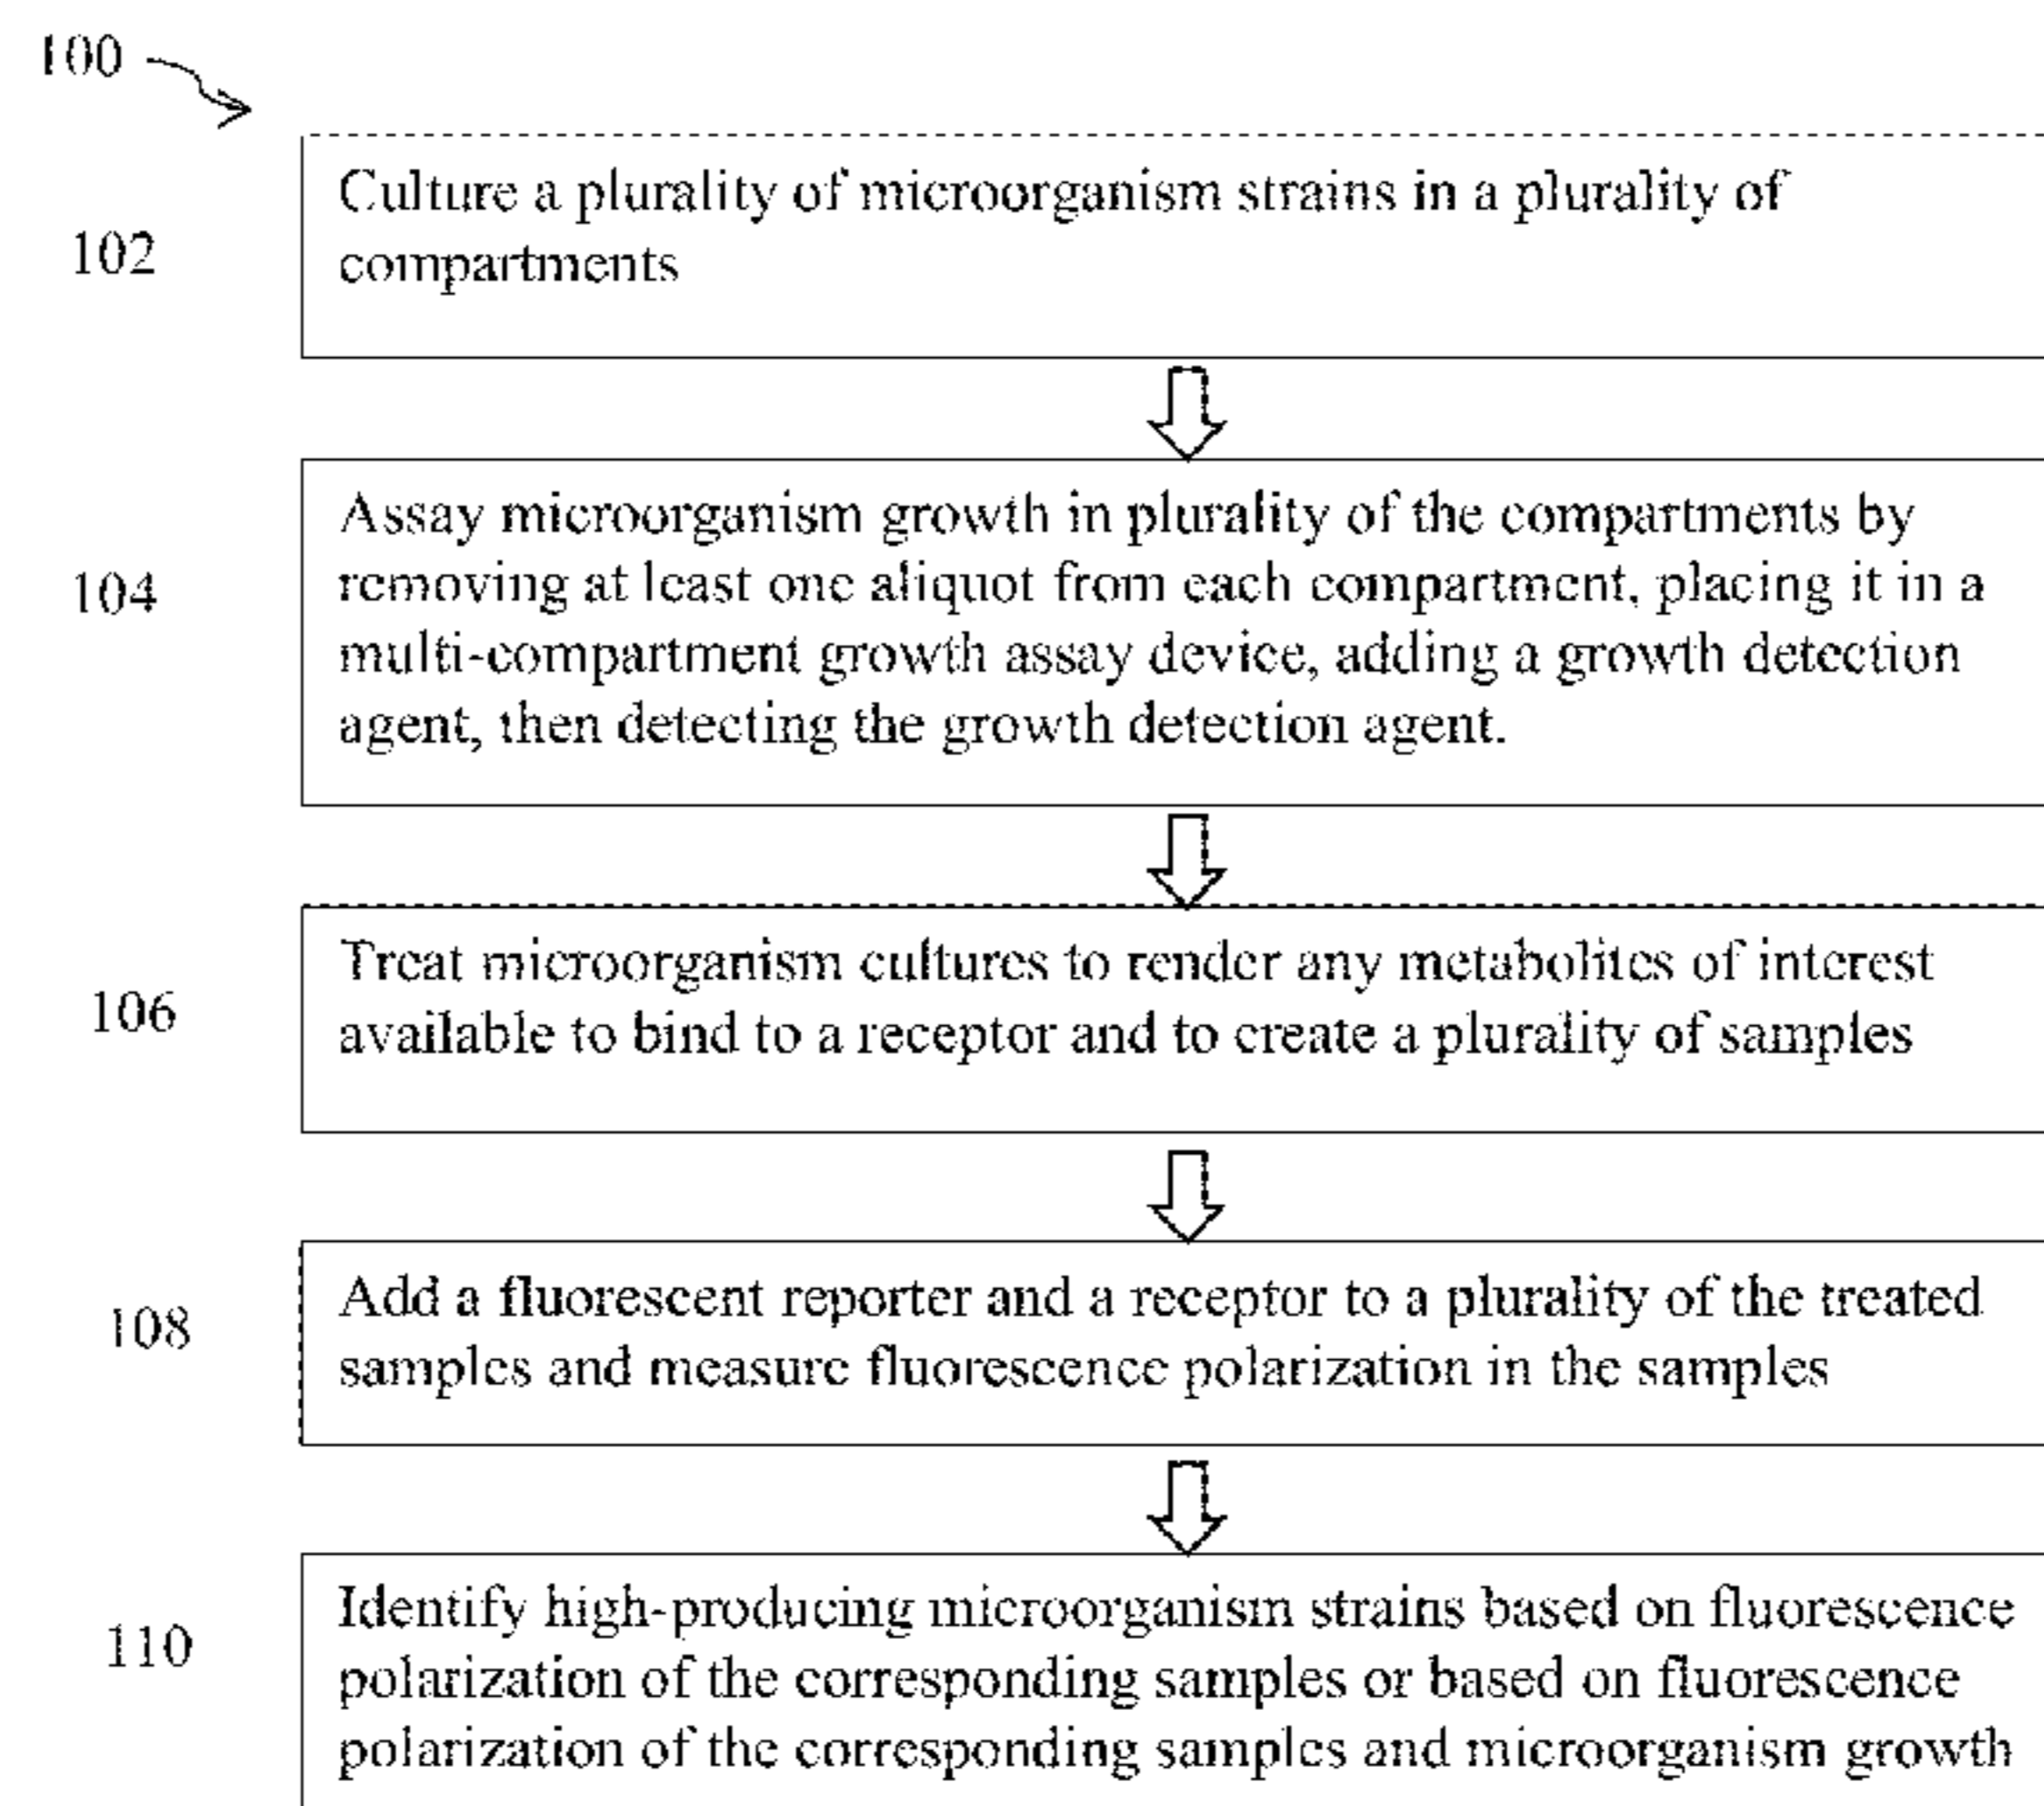 100
102
Culture a plurality of microorganism strains in a plurality of
compartments
104
Assay microorganism growth in plurality of the compartments by
removing at least one aliquot from each compartment, placing it in a
multi-compartment growth assay device, adding a growth detection
agent, then detecting the growth detection agent.
106
Treat microorganism cultures to render any metabolites of interest
available to bind to a receptor and to create a plurality of samples
108
Add a fluorescent reporter and a receptor to a plurality of the treated
samples and measure fluorescence polarization in the samples
110
Identify high-producing microorganism strains based on fluorescence
polarization of the corresponding samples or based on fluorescence
polarization of the corresponding samples and microorganism growth